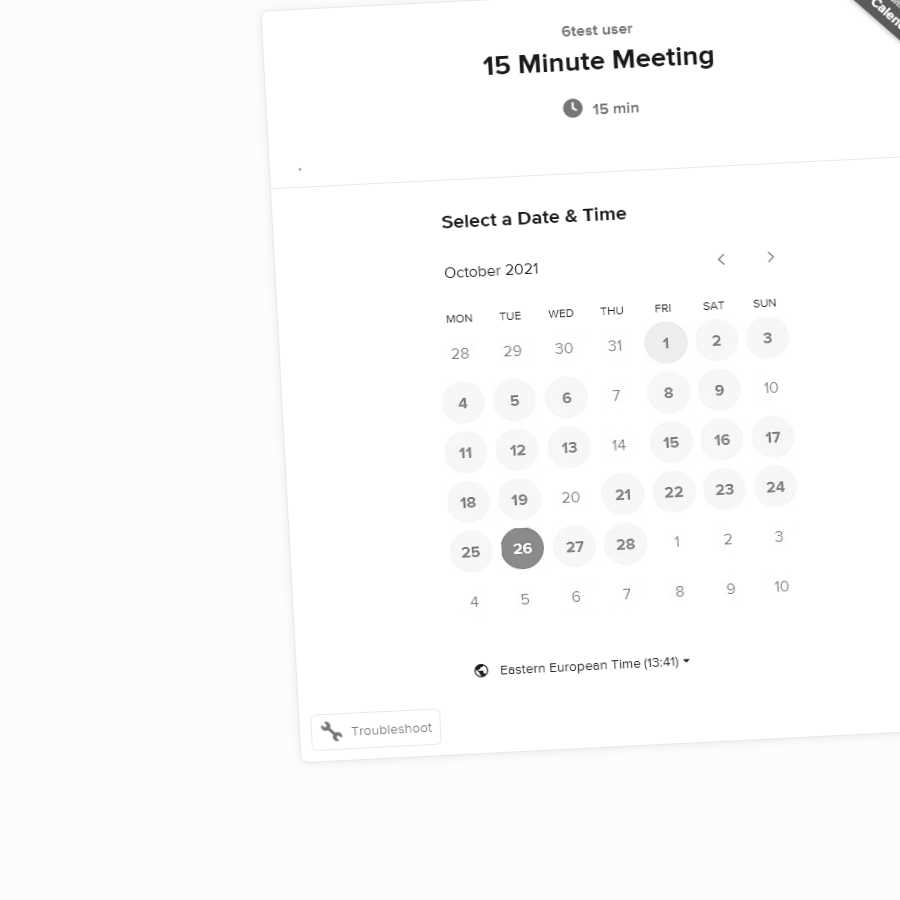 6test user
15 Minute Meeting
15 min
Select a Date & Time
October 2021
MON TUE WED THU FRI SAT SUN
28 29 30 31 1 2 3
4 5 6 7 8 9 10
11 12 13 14 15 16 17
18 19 20 21 22 23 24
25 26 27 28 1 2 3
4 5 6 7 8 9 10
Eastern European Time (13:41)
Troubleshoot